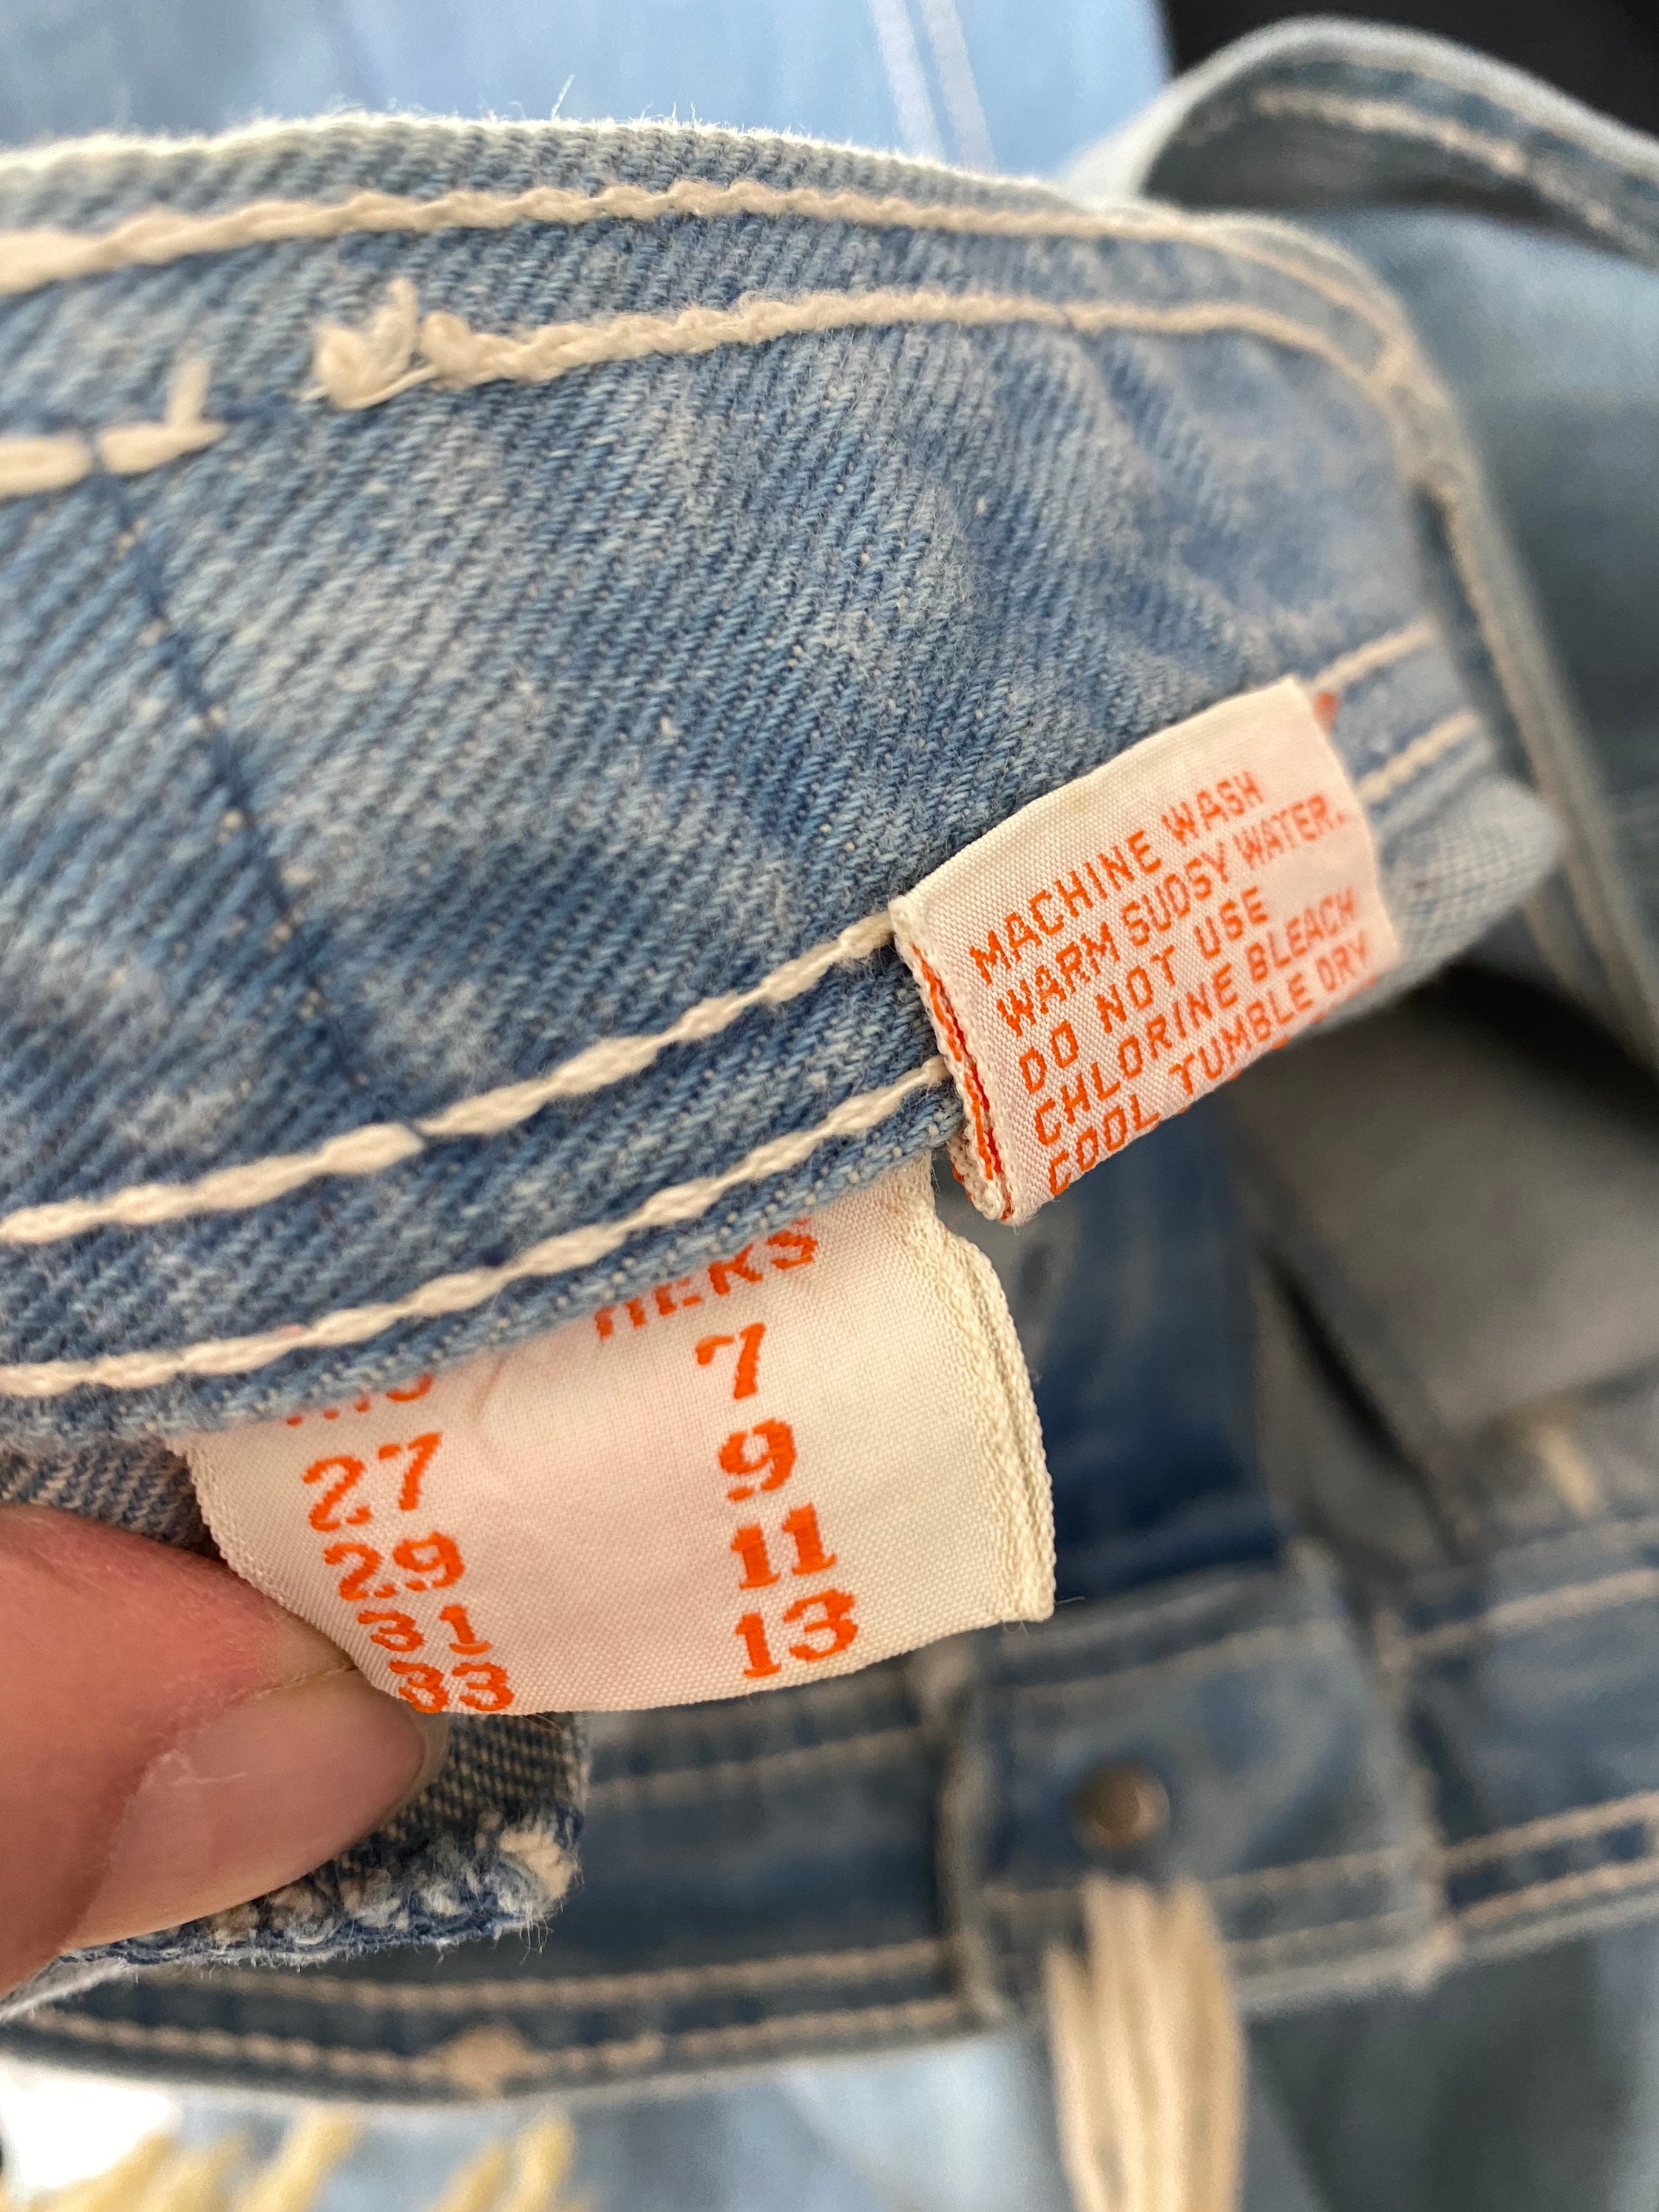 MACHINE WASH
WARM SUDSY WATER.
DO NOT USE
CHLORINE BLEACH
COOL TUMBLE DRY.
HERS
7
27 9
29 11
31 13
33